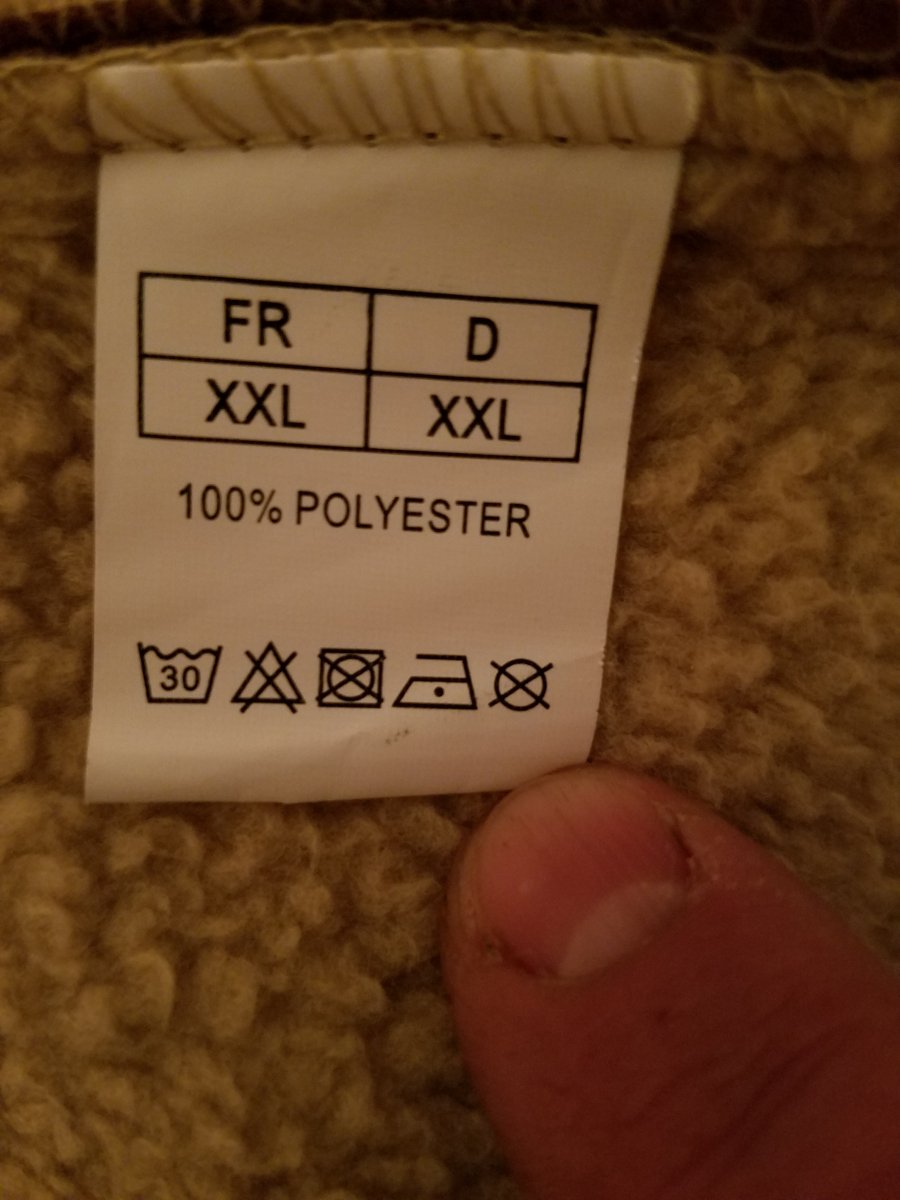 FR D
XXL XXL
100% POLYESTER
30